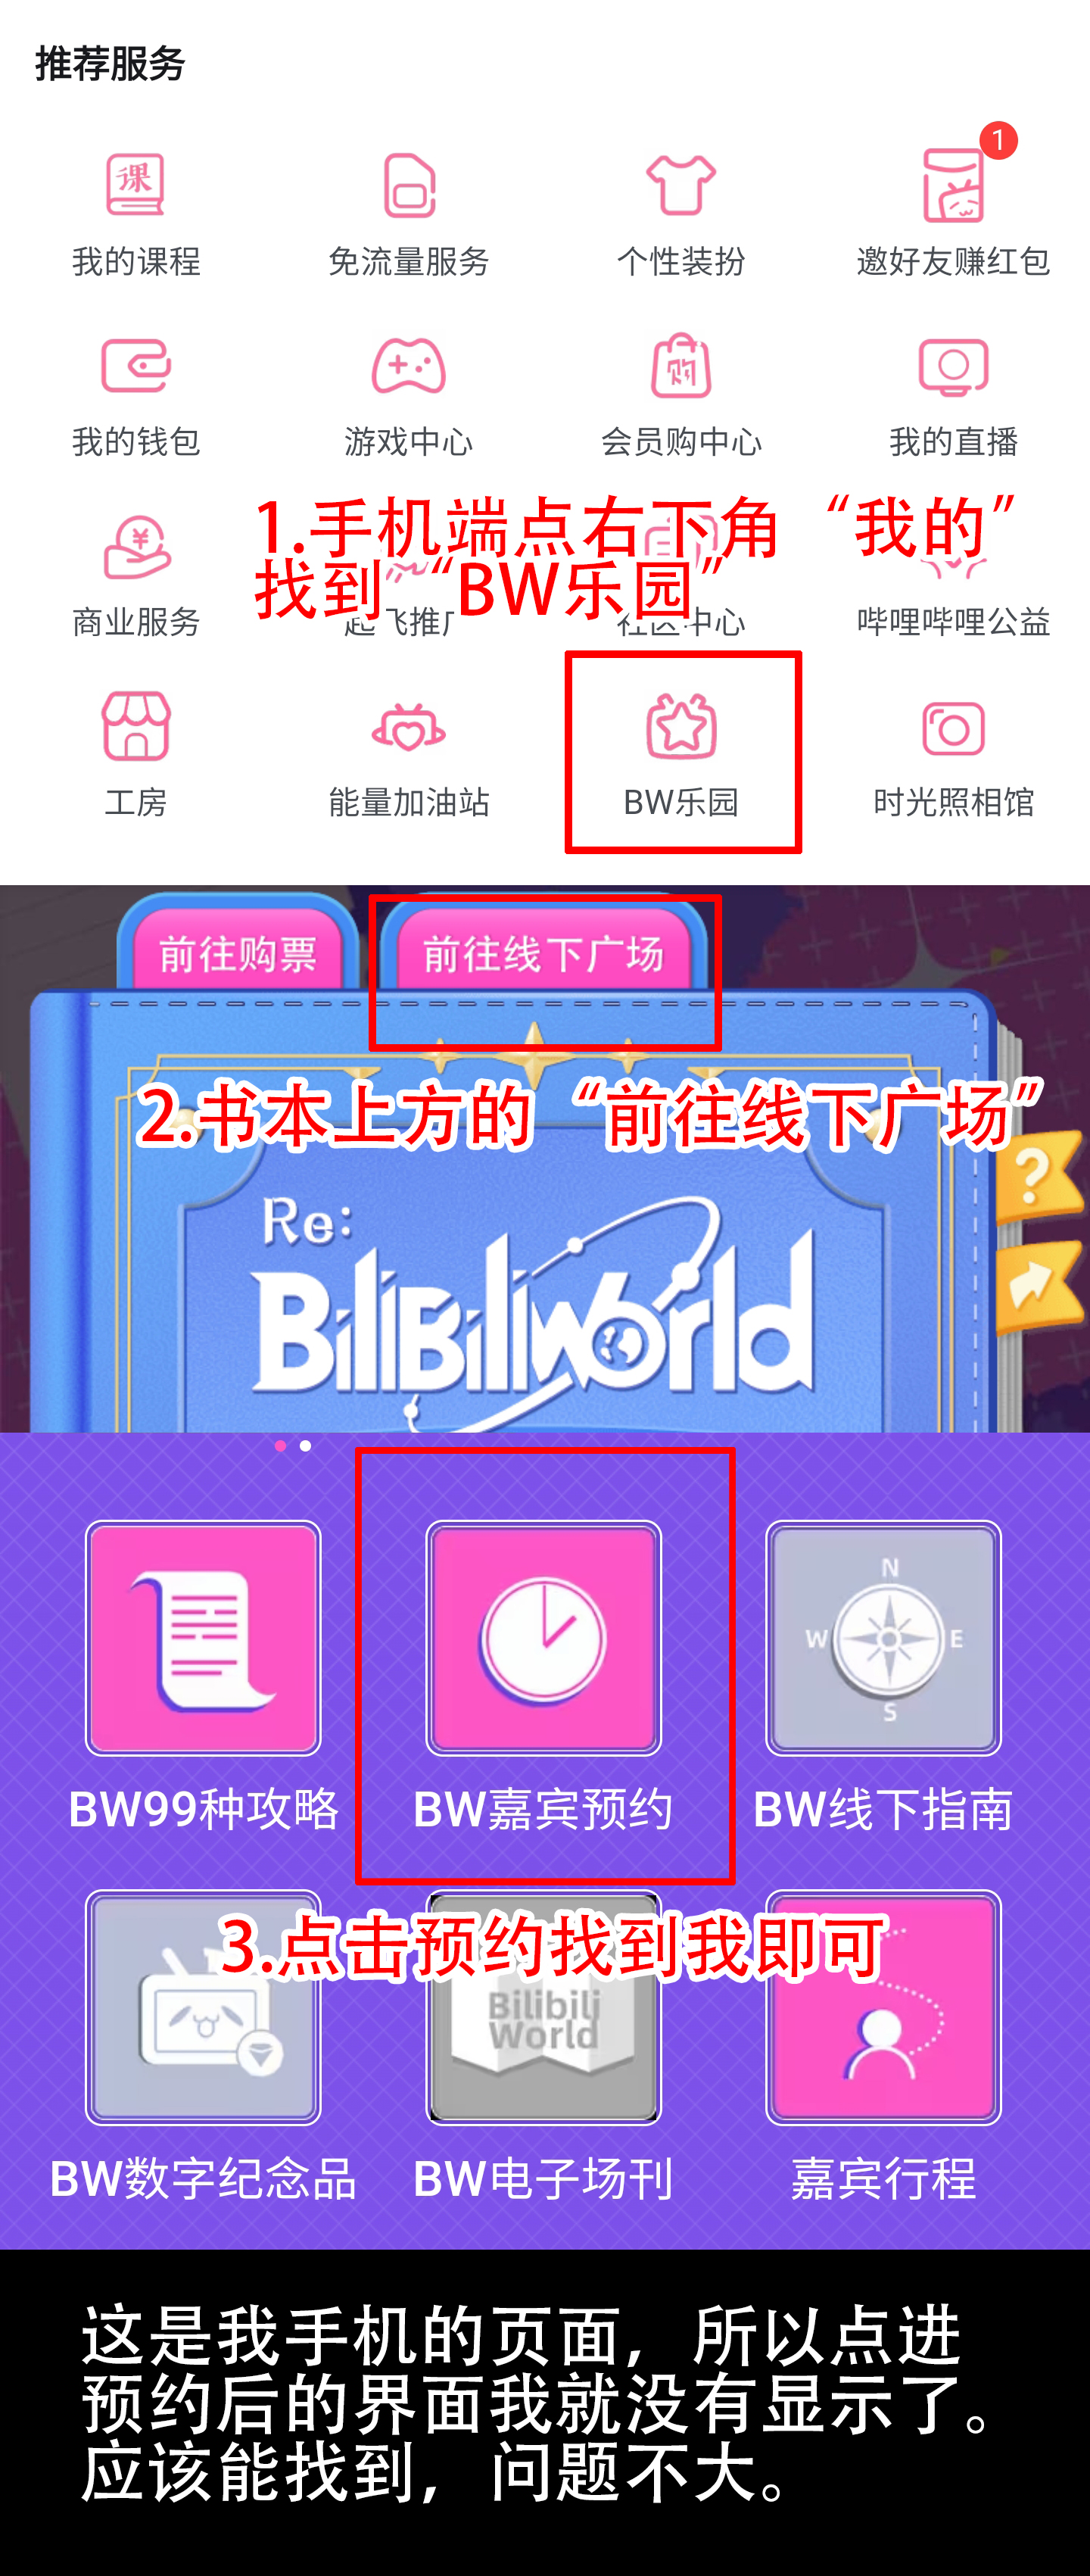 推荐服务
课
1
我的课程
免流量服务
个性装扮
邀好友赚红包
购
我的钱包
游戏中心
会员购中心
我的直播
1.手机端点右下角“我的”
找到“BW乐园”
¥
商业服务
起飞推广
社区中心
哔哩哔哩公益
工房
能量加油站
BW乐园
时光照相馆
前往购票
前往线下广场
2.书本上方的“前往线下广场”
?
Re:
BiliBiliworld
N
W
E
S
BW99种攻略
BW嘉宾预约
BW线下指南
3.点击预约找到我即可
Bilibili
World
BW数字纪念品
BW电子场刊
嘉宾行程
这是我手机的页面，所以点进
预约后的界面我就没有显示了。
应该能找到，问题不大。